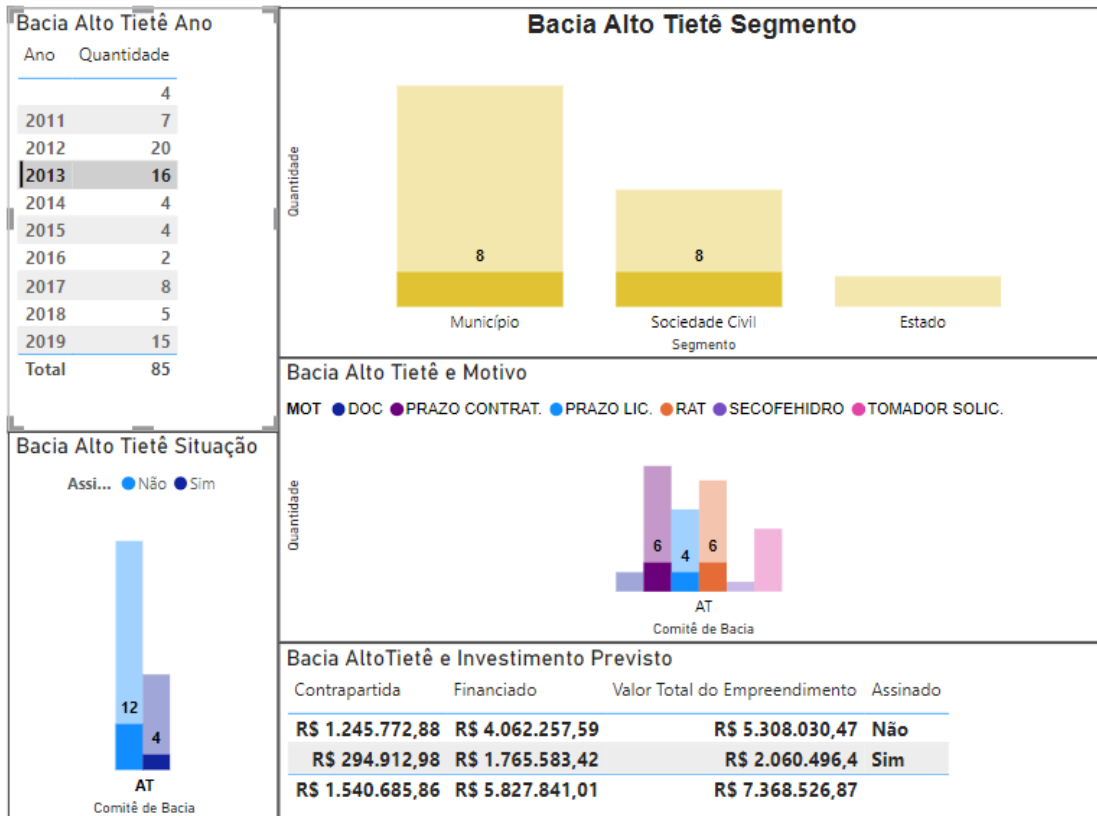 Bacia Alto Tietê Ano
Ano Quantidade
4
2011 7
2012 20
2013 16
2014 4
2015 4
2016 2
2017 8
2018 5
2019 15
Total 85
Bacia Alto Tietê Segmento
Quantidade
8 8
Município Sociedade Civil Estado
Segmento
Bacia Alto Tietê Situação
Assi... Não Sim
12
4
AT
Comitê de Bacia
Bacia Alto Tietê e Motivo
MOT DOC PRAZO CONTRAT. PRAZO LIC. RAT SECOFEHIDRO TOMADOR SOLIC.
Quantidade
6 4 6
AT
Comitê de Bacia
Bacia AltoTietê e Investimento Previsto
Contrapartida Financiado Valor Total do Empreendimento Assinado
R$ 1.245.772,88 R$ 4.062.257,59 R$ 5.308.030,47 Não
R$ 294.912,98 R$ 1.765.583,42 R$ 2.060.496,4 Sim
R$ 1.540.685,86 R$ 5.827.841,01 R$ 7.368.526,87